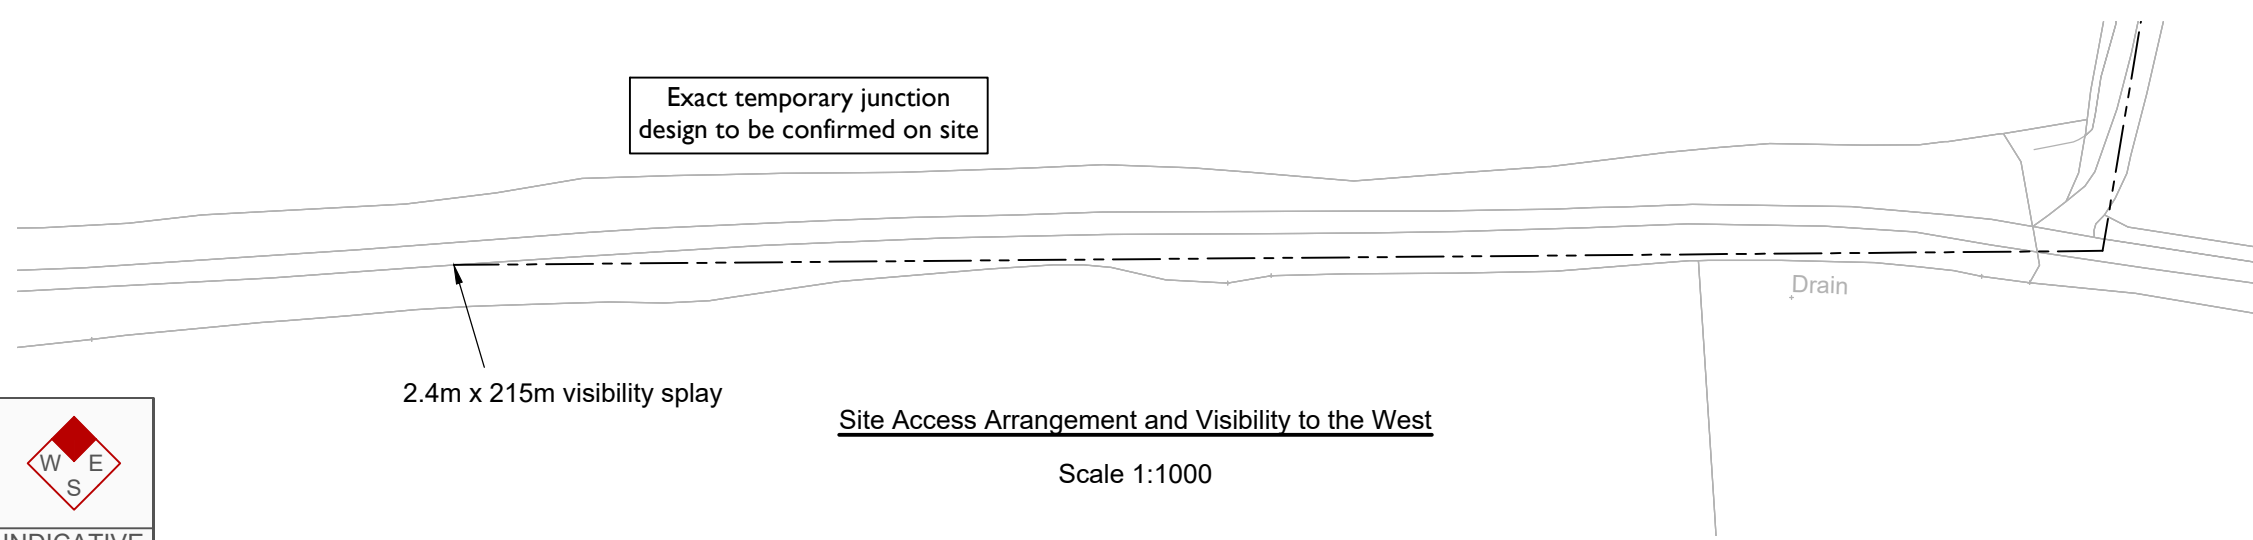 Exact temporary junction
design to be confirmed on site
Drain
2.4m x 215m visibility splay
Site Access Arrangement and Visibility to the West
Scale 1:1000
W E
S
INDICATIVE